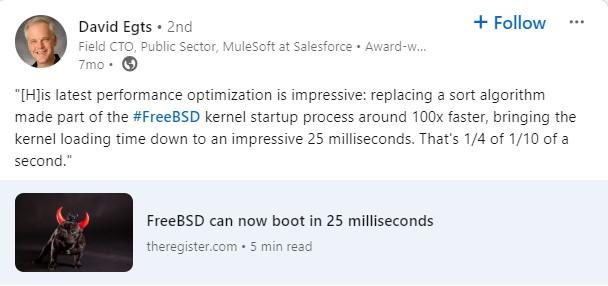 David Egts • 2nd
+ Follow
Field CTO, Public Sector, MuleSoft at Salesforce • Award-w...
7mo •
"[H]is latest performance optimization is impressive: replacing a sort algorithm
made part of the #FreeBSD kernel startup process around 100x faster, bringing the
kernel loading time down to an impressive 25 milliseconds. That's 1/4 of 1/10 of a
second."
FreeBSD can now boot in 25 milliseconds
theregister.com • 5 min read